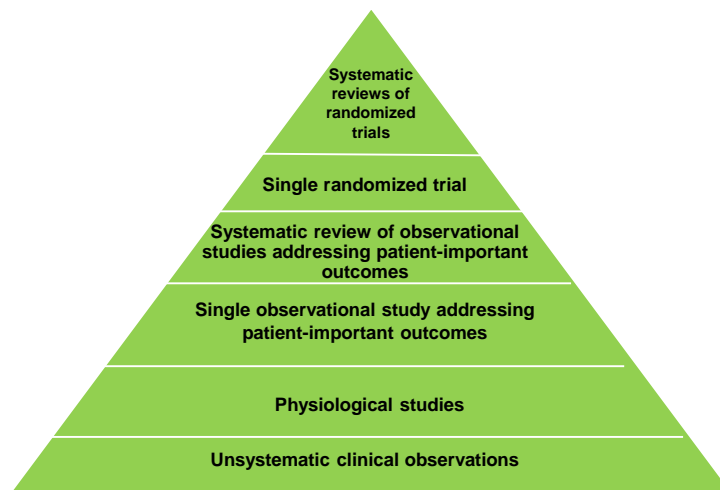 Systematic
reviews of
randomized
trials
Single randomized trial
Systematic review of observational
studies addressing patient-important
outcomes
Single observational study addressing
patient-important outcomes
Physiological studies
Unsystematic clinical observations